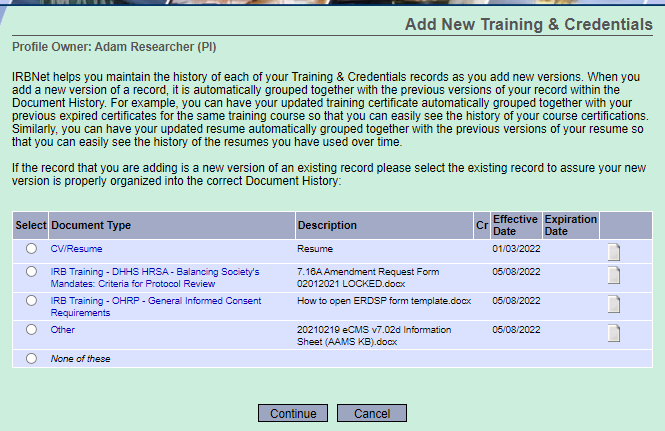 Add New Training & Credentials
Profile Owner: Adam Researcher (PI)
IRBNet helps you maintain the history of each of your Training & Credentials records as you add new versions. When you
add a new version of a record, it is automatically grouped together with the previous versions of your record within the
Document History. For example, you can have your updated training certificate automatically grouped together with your
previous expired certificates for the same training course so that you can easily see the history of your course certifications.
Similarly, you can have your updated resume automatically grouped together with the previous versions of your resume so
that you can easily see the history of the resumes you have used over time.
If the record that you are adding is a new version of an existing record please select the existing record to assure your new
version is properly organized into the correct Document History:
Select Document Type Description Cr Effective Date Expiration Date
CV/Resume Resume 01/03/2022
IRB Training - DHHS HRSA - Balancing Society's 7.16A Amendment Request Form 05/08/2022
Mandates: Criteria for Protocol Review 02012021 LOCKED.docx
IRB Training - OHRP - General Informed Consent How to open ERDSP form template.docx 05/08/2022
Requirements
Other 20210219 eCMS v7.02d Information 05/08/2022
Sheet (AAMS KB).docx
None of these
Continue Cancel